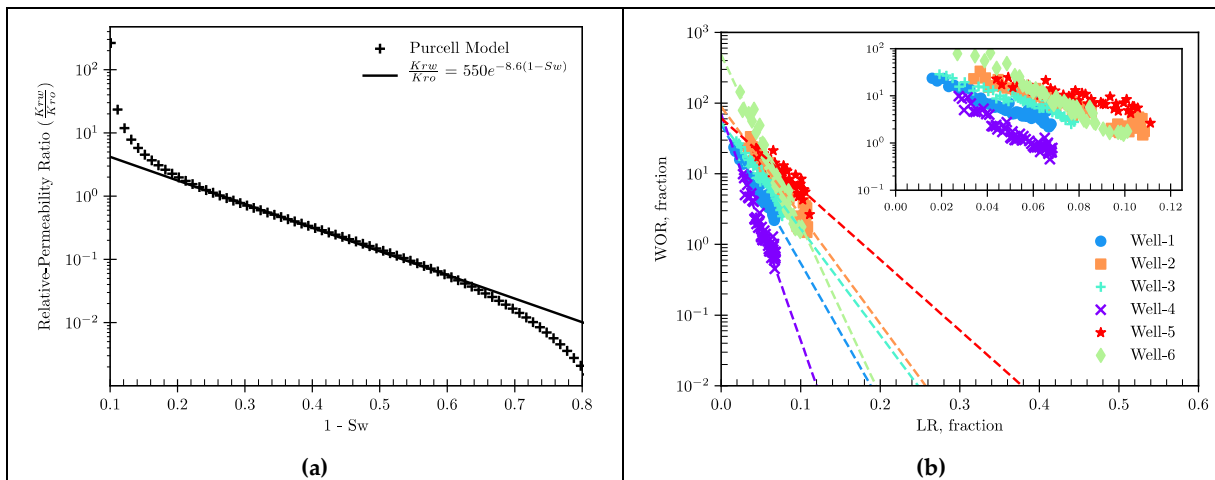 Relative-Permeability Ratio (Krw/Kro)
10²
10¹
10⁰
10⁻¹
10⁻²
Purcell Model
Krw/Kro = 550e^−8.6(1−Sw)
0.1 0.2 0.3 0.4 0.5 0.6 0.7 0.8
1 - Sw
(a)
WOR, fraction
10³
10²
10¹
10⁰
10⁻¹
10⁻²
10²
10¹
10⁰
10⁻¹
0.00 0.02 0.04 0.06 0.08 0.10 0.12
Well-1
Well-2
Well-3
Well-4
Well-5
Well-6
0.0 0.1 0.2 0.3 0.4 0.5 0.6
LR, fraction
(b)